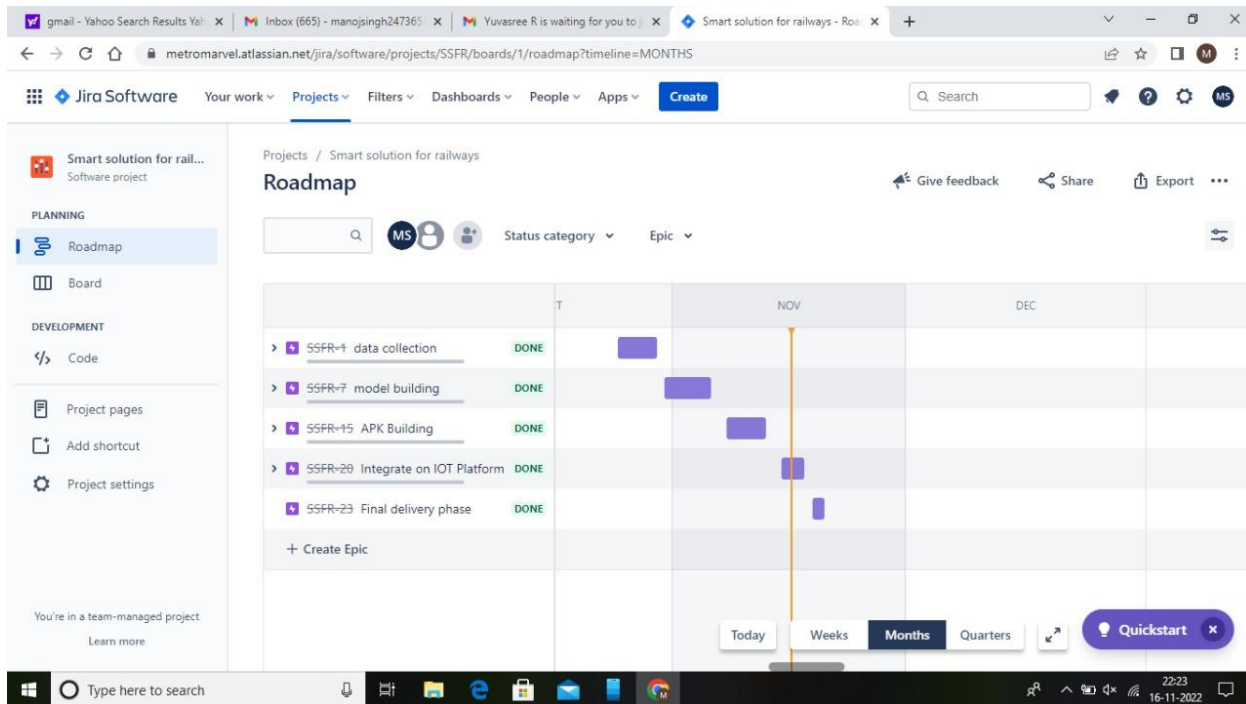 gmail - Yahoo Search Results Yah
Inbox (665) - manojsingh247365
Yuvasree R is waiting for you to j
Smart solution for railways - Roa
metromarvel.atlassian.net/jira/software/projects/SSFR/boards/1/roadmap?timeline=MONTHS
M
Jira Software Your work Projects Filters Dashboards People Apps Create Search MS
Smart solution for rail...
Software project
PLANNING
Roadmap
Board
DEVELOPMENT
Code
Project pages
Add shortcut
Project settings
You're in a team-managed project
Learn more
Projects / Smart solution for railways
Roadmap
Give feedback Share Export
MS Status category Epic
T NOV DEC
SSFR-1 data collection DONE
SSFR-7 model building DONE
SSFR-15 APK Building DONE
SSFR-20 Integrate on IOT Platform DONE
SSFR-23 Final delivery phase DONE
+ Create Epic
Today Weeks Months Quarters
Quickstart
Type here to search
22:23
16-11-2022